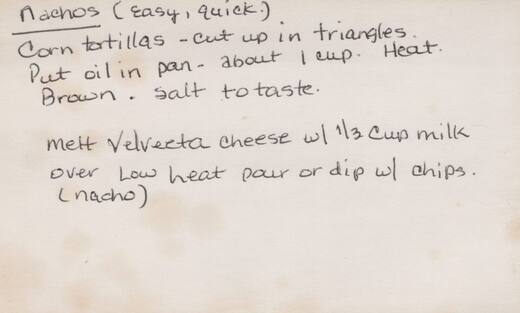 Nachos (easy, quick.)
Corn tortillas - cut up in triangles.
Put oil in pan - about 1 cup. Heat.
Brown. Salt to taste.
melt Velveeta cheese w/ 1/3 cup milk
over Low heat pour or dip w/ chips.
(nacho)